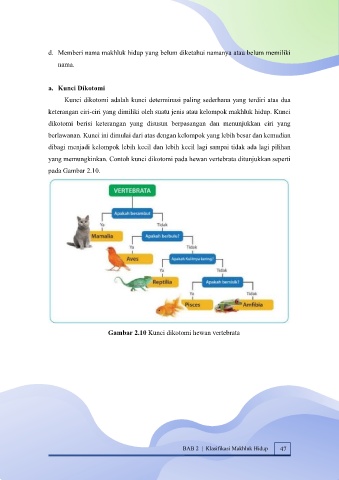 d. Memberi nama makhluk hidup yang belum diketahui namanya atau belum memiliki
nama.
a. Kunci Dikotomi
Kunci dikotomi adalah kunci determinasi paling sederhana yang terdiri atas dua
keterangan ciri-ciri yang dimiliki oleh suatu jenis atau kelompok makhluk hidup. Kunci
dikotomi berisi keterangan yang disusun berpasangan dan menunjukkan ciri yang
berlawanan. Kunci ini dimulai dari atas dengan kelompok yang lebih besar dan kemudian
dibagi menjadi kelompok lebih kecil dan lebih kecil lagi sampai tidak ada lagi pilihan
yang memungkinkan. Contoh kunci dikotomi pada hewan vertebrata ditunjukkan seperti
pada Gambar 2.10.
VERTEBRATA
Apakah berambut?
Ya Tidak
Mamalia Apakah berbulu?
Ya Tidak
Aves Apakah kulitnya kering?
Ya Tidak
Reptilia Apakah bersisik?
Ya Tidak
Pisces Amfibia
Gambar 2.10 Kunci dikotomi hewan vertebrata
BAB 2 | Klasifikasi Makhluk Hidup 47